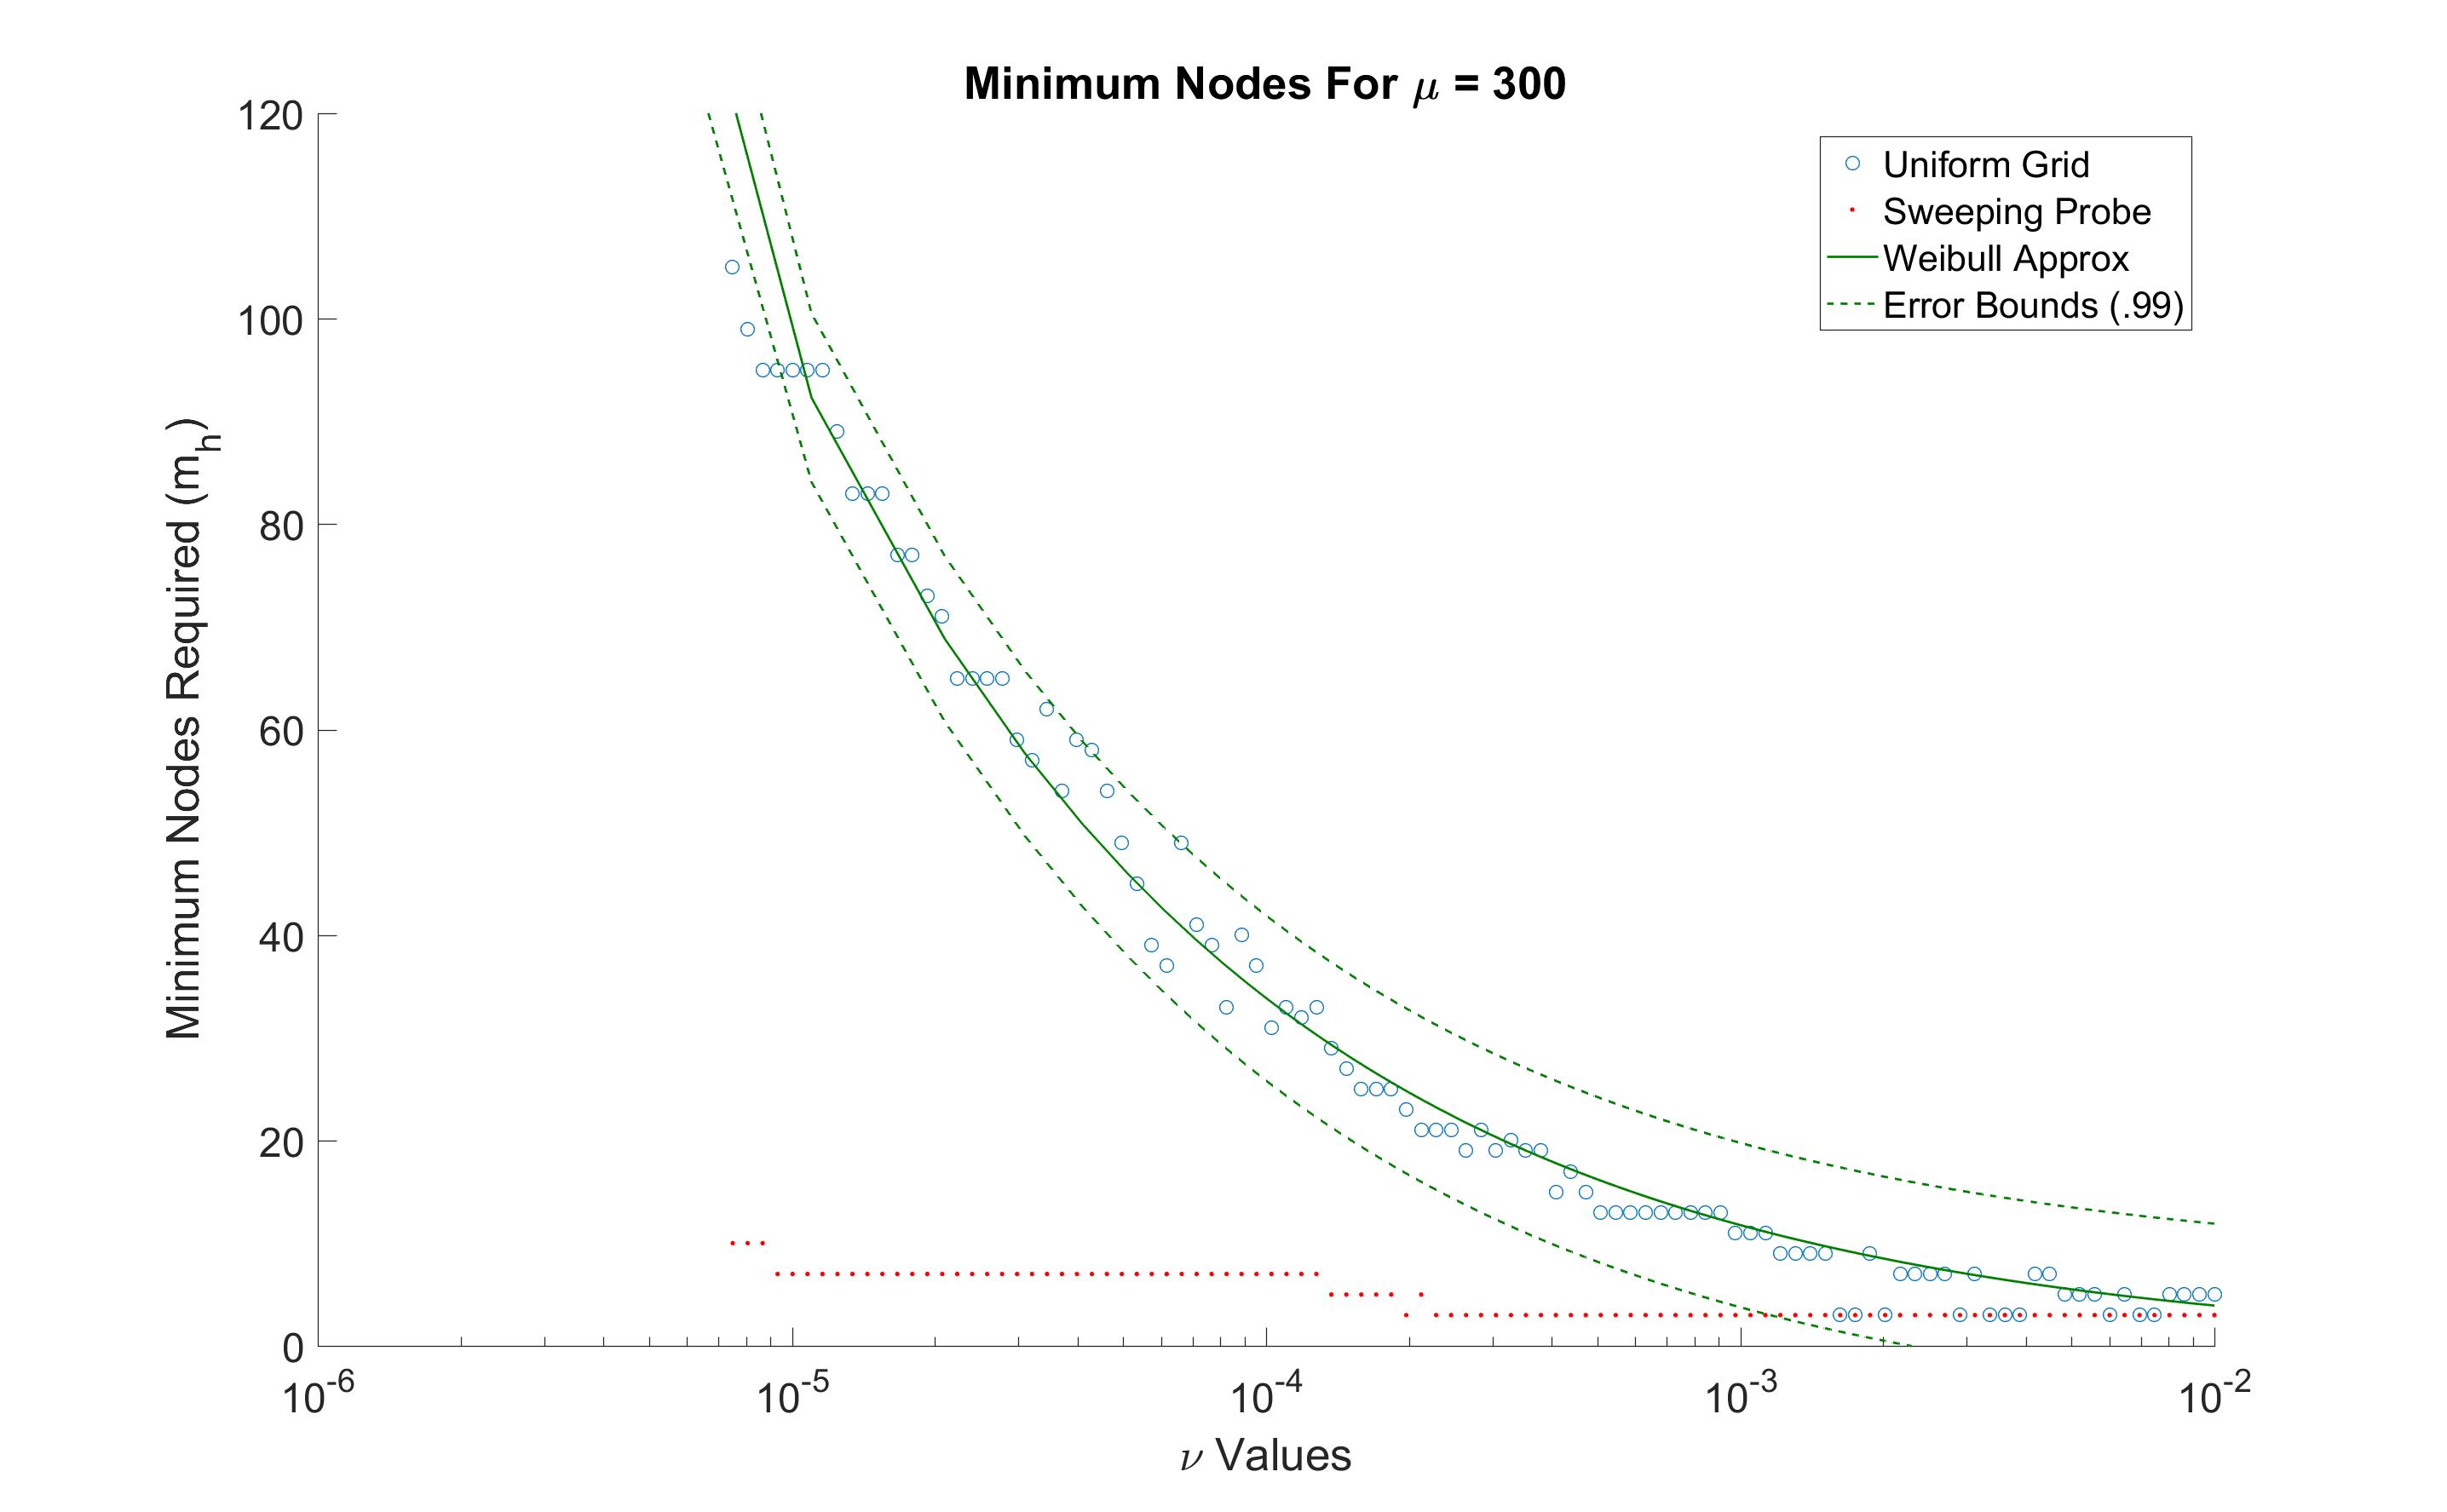 Minimum Nodes For μ = 300
Uniform Grid
Sweeping Probe
Weibull Approx
Error Bounds (.99)
Minimum Nodes Required (m_h)
120
100
80
60
40
20
0
10^-6 10^-5 10^-4 10^-3 10^-2
ν Values